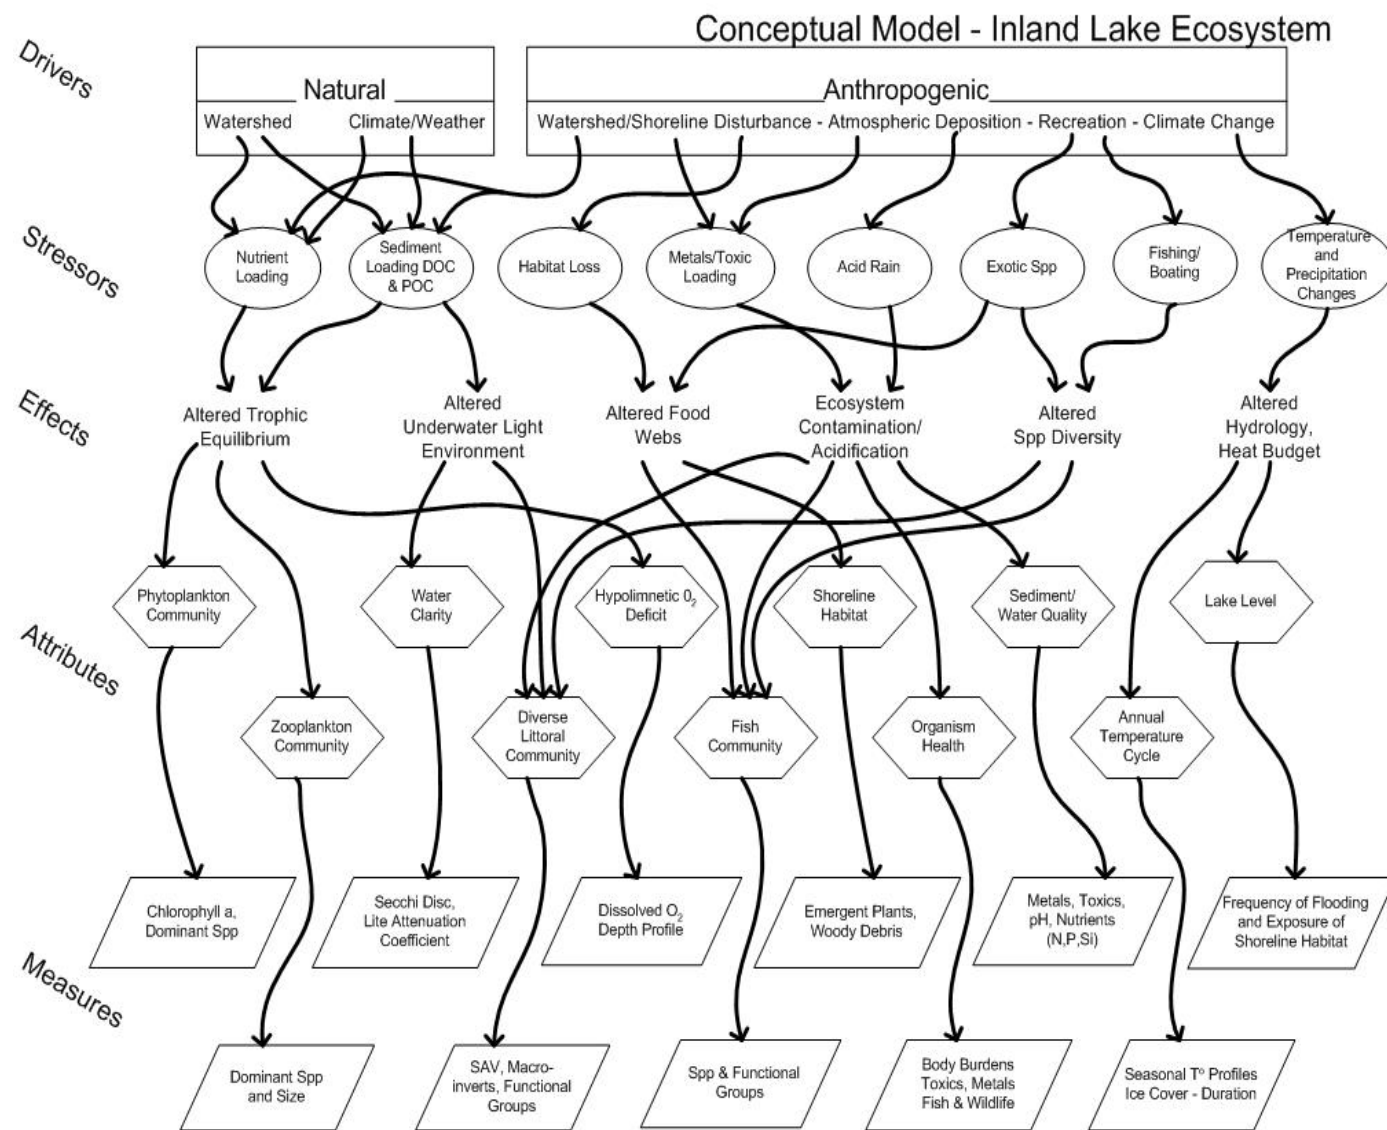 Conceptual Model - Inland Lake Ecosystem
Drivers
Natural
Anthropogenic
Watershed
Climate/Weather
Watershed/Shoreline Disturbance - Atmospheric Deposition - Recreation - Climate Change
Stressors
Nutrient
Loading
Sediment
Loading DOC
& POC
Habitat Loss
Metals/Toxic
Loading
Acid Rain
Exotic Spp
Fishing/
Boating
Temperature
and
Precipitation
Changes
Effects
Altered Trophic
Equilibrium
Altered
Underwater Light
Environment
Altered Food
Webs
Ecosystem
Contamination/
Acidification
Altered
Spp Diversity
Altered
Hydrology,
Heat Budget
Attributes
Phytoplankton
Community
Water
Clarity
Hypolimnetic 0₂
Deficit
Shoreline
Habitat
Sediment/
Water Quality
Lake Level
Zooplankton
Community
Diverse
Littoral
Community
Fish
Community
Organism
Health
Annual
Temperature
Cycle
Measures
Chlorophyll a,
Dominant Spp
Secchi Disc,
Lite Attenuation
Coefficient
Dissolved O₂
Depth Profile
Emergent Plants,
Woody Debris
Metals, Toxics,
pH, Nutrients
(N,P,Si)
Frequency of Flooding
and Exposure of
Shoreline Habitat
Dominant Spp
and Size
SAV, Macro-
inverts, Functional
Groups
Spp & Functional
Groups
Body Burdens
Toxics, Metals
Fish & Wildlife
Seasonal Tº Profiles
Ice Cover - Duration